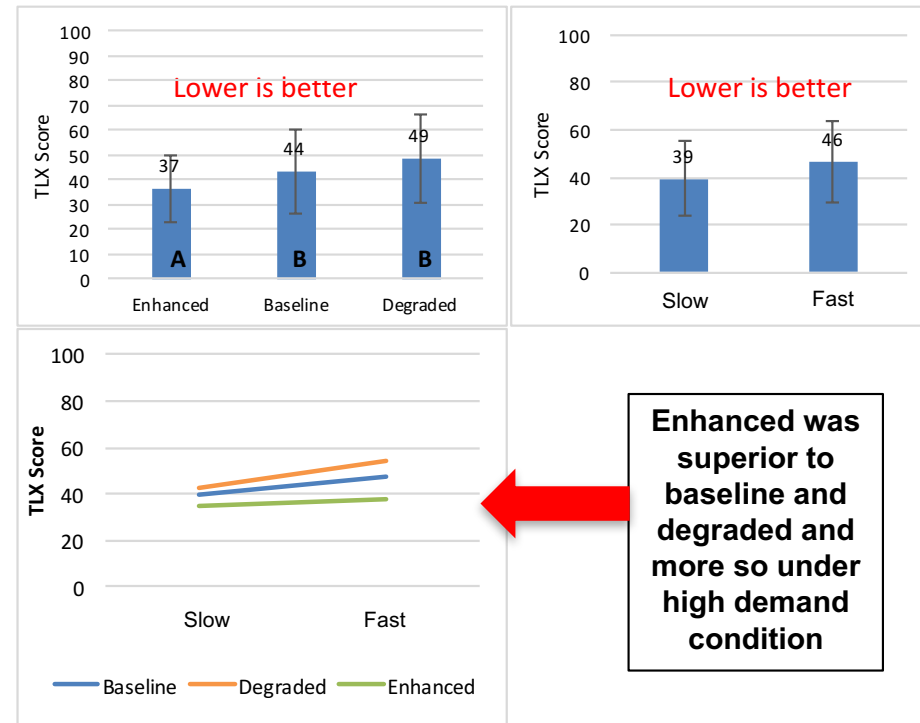 100
90
80
70
60
50
40
30
20
10
0
TLX Score
Lower is better
37
44
49
A
B
B
Enhanced
Baseline
Degraded
100
80
60
40
20
0
TLX Score
Lower is better
39
46
Slow
Fast
100
80
60
40
20
0
TLX Score
Slow
Fast
Baseline
Degraded
Enhanced
Enhanced was
superior to
baseline and
degraded and
more so under
high demand
condition